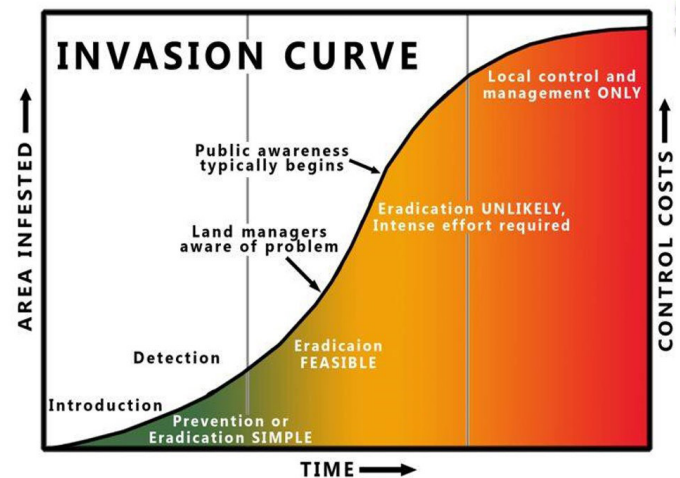 INVASION CURVE
AREA INFESTED
Introduction
Detection
Land managers
aware of problem
Public awareness
typically begins
Prevention or
Eradication SIMPLE
Eradicaion
FEASIBLE
Eradication UNLIKELY,
Intense effort required
Local control and
management ONLY
CONTROL COSTS
TIME